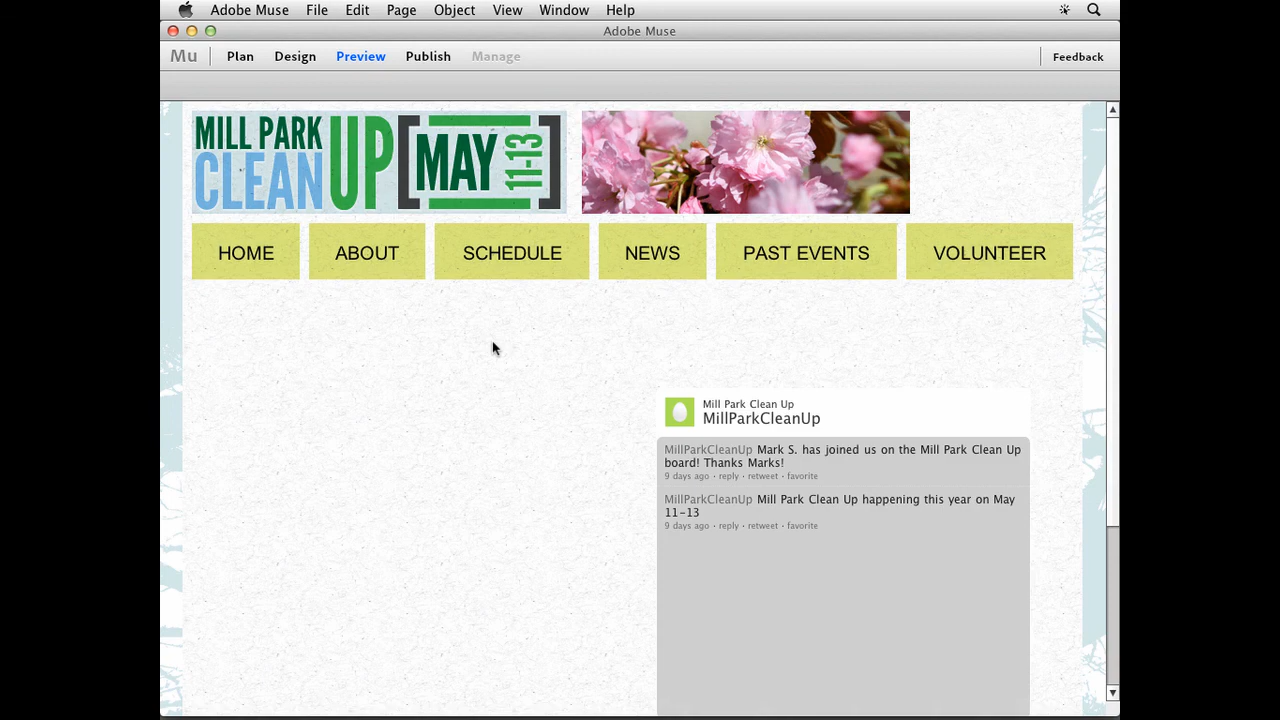 Adobe Muse File Edit Page Object View Window Help
Adobe Muse
Mu Plan Design Preview Publish Manage Feedback
MILL PARK
CLEAN UP [MAY 11-13]
HOME ABOUT SCHEDULE NEWS PAST EVENTS VOLUNTEER
Mill Park Clean Up
MillParkCleanUp
MillParkCleanUp Mark S. has joined us on the Mill Park Clean Up
board! Thanks Marks!
9 days ago · reply · retweet · favorite
MillParkCleanUp Mill Park Clean Up happening this year on May
11-13
9 days ago · reply · retweet · favorite